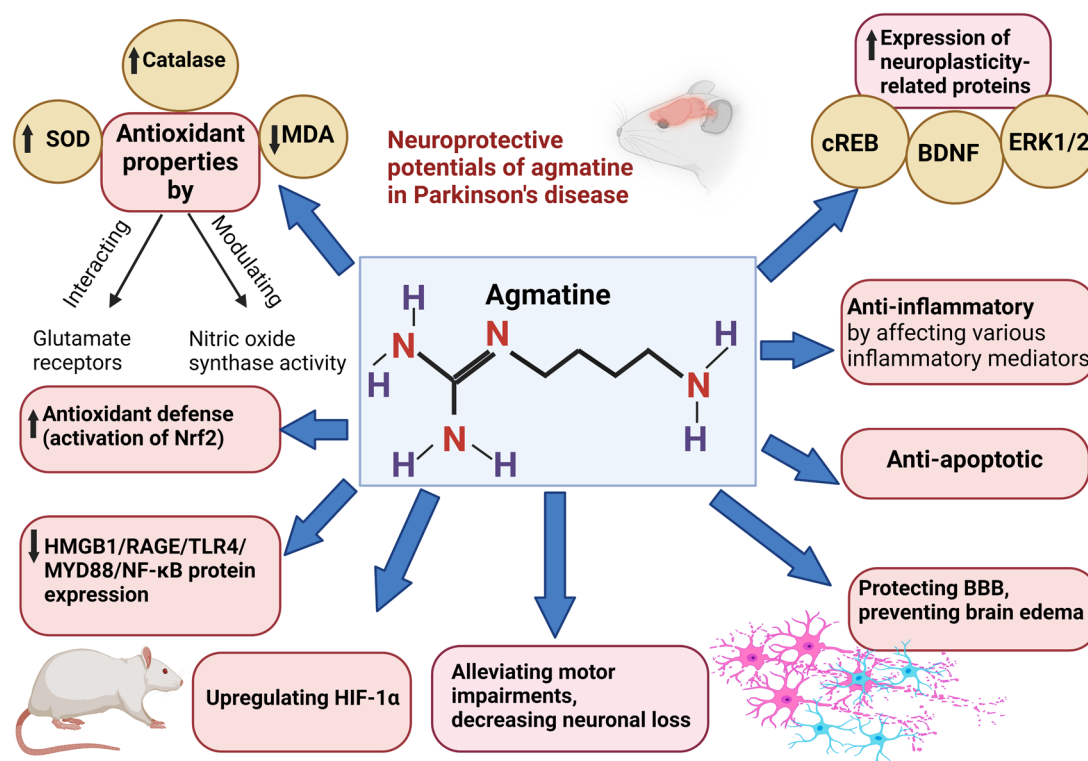 Catalase
SOD
MDA
Antioxidant
properties
by
Interacting
Modulating
Glutamate
receptors
Nitric oxide
synthase activity
Neuroprotective
potentials of agmatine
in Parkinson's disease
Expression of
neuroplasticity-
related proteins
cREB
BDNF
ERK1/2
Agmatine
H
N
H
N
H
N
H
H
N
H
Anti-inflammatory
by affecting various
inflammatory mediators
Antioxidant defense
(activation of Nrf2)
Anti-apoptotic
HMGB1/RAGE/TLR4/
MYD88/NF-κB protein
expression
Protecting BBB,
preventing brain edema
Upregulating HIF-1α
Alleviating motor
impairments,
decreasing neuronal loss